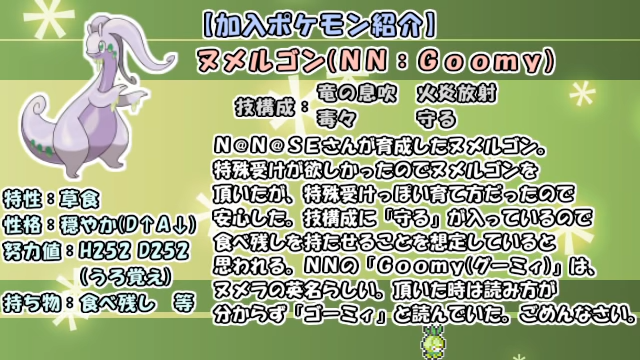 【加入ポケモン紹介】
ヌメルゴン(NN：Goomy)
技構成：竜の息吹　火炎放射
毒々　守る
N@N@SEさんが育成したヌメルゴン。
特殊受けが欲しかったのでヌメルゴンを
頂いたが、特殊受けっぽい育て方だったので
安心した。技構成に「守る」が入っているので
食べ残しを持たせることを想定していると
思われる。NNの「Goomy(グーミィ)」は、
ヌメラの英名らしい。頂いた時は読み方が
分からず「ゴーミィ」と読んでいた。ごめんなさい。
特性：草食
性格：穏やか(D↑A↓)
努力値：H252 D252
(うろ覚え)
持ち物：食べ残し　等